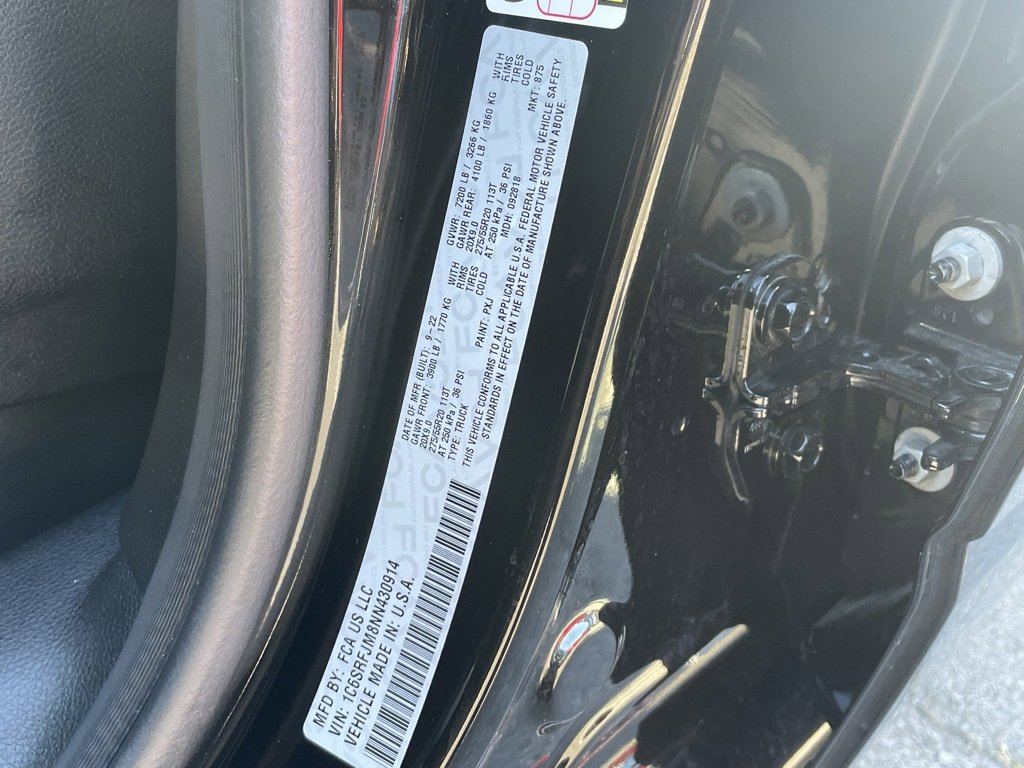 MFD BY: FCA US LLC
VIN: 1C6SRFJM8NN430914
VEHICLE MADE IN: U.S.A.
DATE OF MFR (BUILT): 9-22
GAWR FRONT: 3900 LB / 1770 KG WITH
20X9.0 RIMS
275/55R20 113T TIRES
AT 250 kPa / 36 PSI COLD
TYPE: TRUCK
PAINT: PXJ
GVWR: 7200 LB / 3266 KG
GAWR REAR: 4100 LB / 1860 KG WITH
20X9.0 RIMS
275/55R20 113T TIRES
AT 250 kPa / 36 PSI COLD
MDH: 092818 MKT: 875
THIS VEHICLE CONFORMS TO ALL APPLICABLE U.S.A. FEDERAL MOTOR VEHICLE SAFETY
STANDARDS IN EFFECT ON THE DATE OF MANUFACTURE SHOWN ABOVE.